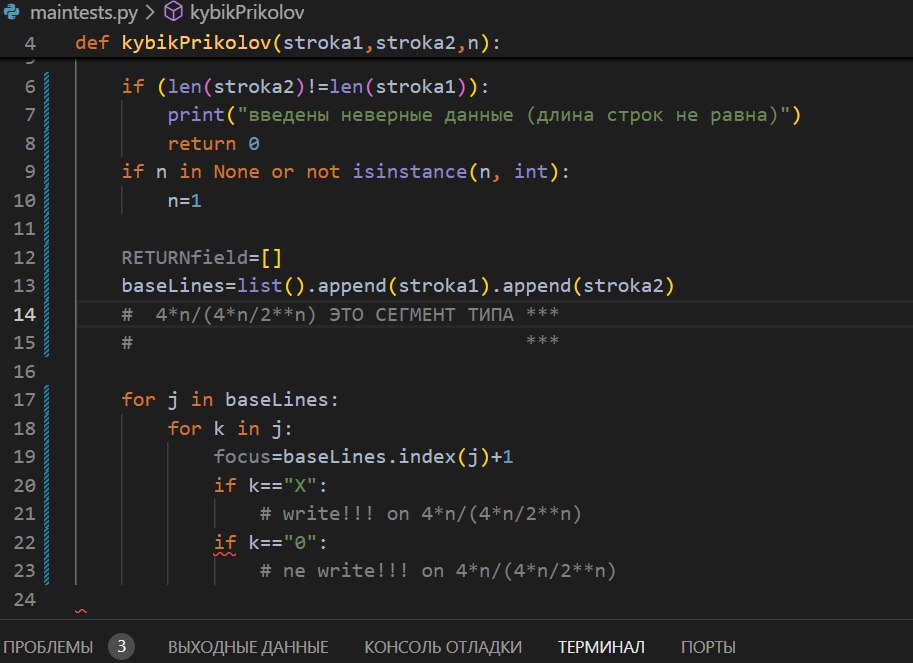 maintests.py > kybikPrikolov
4 def kybikPrikolov(stroka1,stroka2,n):
6 if (len(stroka2)!=len(stroka1)):
7 print("введены неверные данные (длина строк не равна)")
8 return 0
9 if n in None or not isinstance(n, int):
10 n=1
11
12 RETURNfield=[]
13 baseLines=list().append(stroka1).append(stroka2)
14 #  4*n/(4*n/2**n) ЭТО СЕГМЕНТ ТИПА ***
15 #                                  ***
16
17 for j in baseLines:
18 for k in j:
19 focus=baseLines.index(j)+1
20 if k=="X":
21 # write!!! on 4*n/(4*n/2**n)
22 if k=="0":
23 # ne write!!! on 4*n/(4*n/2**n)
24
ПРОБЛЕМЫ 3 ВЫХОДНЫЕ ДАННЫЕ КОНСОЛЬ ОТЛАДКИ ТЕРМИНАЛ ПОРТЫ